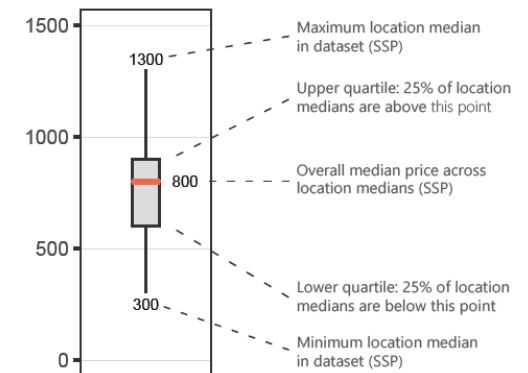 1500
1000
500
0
1300
800
300
Maximum location median
in dataset (SSP)
Upper quartile: 25% of location
medians are above this point
Overall median price across
location medians (SSP)
Lower quartile: 25% of location
medians are below this point
Minimum location median
in dataset (SSP)